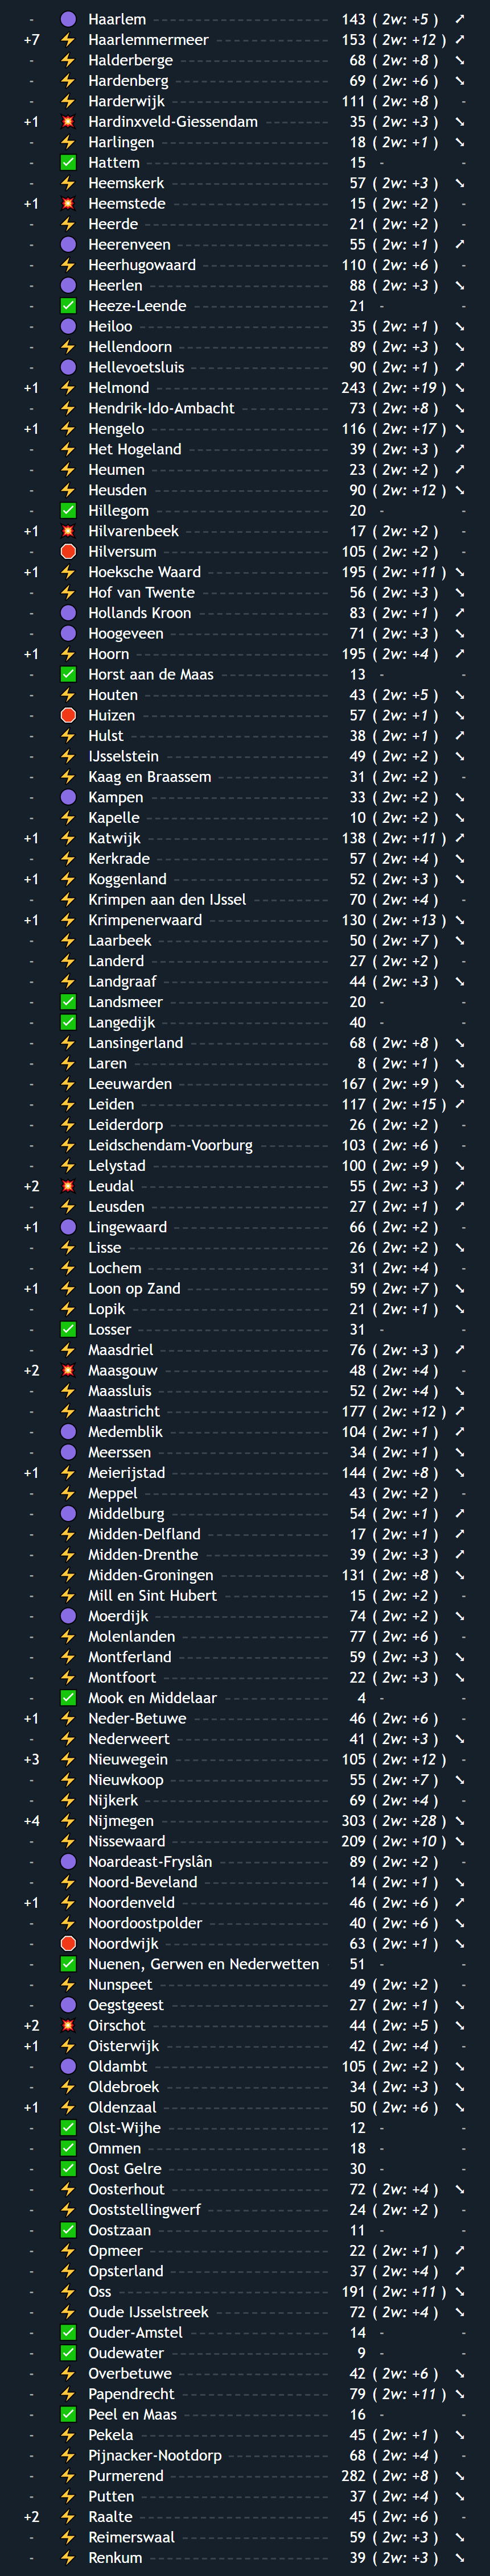 - Haarlem 143 ( 2w: +5 ) ➚
+7 ⚡ Haarlemmermeer 153 ( 2w: +12 ) ➚
- ⚡ Halderberge 68 ( 2w: +8 ) ➘
- ⚡ Hardenberg 69 ( 2w: +6 ) ➘
- ⚡ Harderwijk 111 ( 2w: +8 ) -
+1 💥 Hardinxveld-Giessendam 35 ( 2w: +3 ) ➘
- ⚡ Harlingen 18 ( 2w: +1 ) ➘
- ✅ Hattem 15 - -
- ⚡ Heemskerk 57 ( 2w: +3 ) ➘
+1 💥 Heemstede 15 ( 2w: +2 ) -
- ⚡ Heerde 21 ( 2w: +2 ) -
- 🟣 Heerenveen 55 ( 2w: +1 ) ➚
- ⚡ Heerhugowaard 110 ( 2w: +6 ) -
- 🟣 Heerlen 88 ( 2w: +3 ) ➘
- ✅ Heeze-Leende 21 - -
- 🟣 Heiloo 35 ( 2w: +1 ) ➘
- ⚡ Hellendoorn 89 ( 2w: +3 ) ➘
- 🟣 Hellevoetsluis 90 ( 2w: +1 ) ➚
+1 ⚡ Helmond 243 ( 2w: +19 ) ➘
- ⚡ Hendrik-Ido-Ambacht 73 ( 2w: +8 ) ➘
+1 ⚡ Hengelo 116 ( 2w: +17 ) ➘
- ⚡ Het Hogeland 39 ( 2w: +3 ) ➚
- ⚡ Heumen 23 ( 2w: +2 ) ➚
- ⚡ Heusden 90 ( 2w: +12 ) ➘
- ✅ Hillegom 20 - -
+1 💥 Hilvarenbeek 17 ( 2w: +2 ) -
- 🛑 Hilversum 105 ( 2w: +2 ) -
+1 ⚡ Hoeksche Waard 195 ( 2w: +11 ) ➘
- ⚡ Hof van Twente 56 ( 2w: +3 ) ➘
- 🟣 Hollands Kroon 83 ( 2w: +1 ) ➚
- 🟣 Hoogeveen 71 ( 2w: +3 ) ➘
+1 ⚡ Hoorn 195 ( 2w: +4 ) ➚
- ✅ Horst aan de Maas 13 - -
- ⚡ Houten 43 ( 2w: +5 ) ➘
- 🛑 Huizen 57 ( 2w: +1 ) ➘
- ⚡ Hulst 38 ( 2w: +1 ) ➚
- ⚡ IJsselstein 49 ( 2w: +2 ) ➘
- ⚡ Kaag en Braassem 31 ( 2w: +2 ) -
- 🟣 Kampen 33 ( 2w: +2 ) ➘
- ⚡ Kapelle 10 ( 2w: +2 ) ➘
+1 ⚡ Katwijk 138 ( 2w: +11 ) ➚
- ⚡ Kerkrade 57 ( 2w: +4 ) ➘
+1 ⚡ Koggenland 52 ( 2w: +3 ) ➘
- ⚡ Krimpen aan den IJssel 70 ( 2w: +4 ) -
+1 ⚡ Krimpenerwaard 130 ( 2w: +13 ) ➘
- ⚡ Laarbeek 50 ( 2w: +7 ) ➘
- ⚡ Landerd 27 ( 2w: +2 ) -
- ⚡ Landgraaf 44 ( 2w: +3 ) ➘
- ✅ Landsmeer 20 - -
- ✅ Langedijk 40 - -
- ⚡ Lansingerland 68 ( 2w: +8 ) ➘
- ⚡ Laren 8 ( 2w: +1 ) ➘
- ⚡ Leeuwarden 167 ( 2w: +9 ) ➘
- ⚡ Leiden 117 ( 2w: +15 ) ➚
- ⚡ Leiderdorp 26 ( 2w: +2 ) -
- ⚡ Leidschendam-Voorburg 103 ( 2w: +6 ) -
- ⚡ Lelystad 100 ( 2w: +9 ) ➘
+2 💥 Leudal 55 ( 2w: +3 ) ➚
- ⚡ Leusden 27 ( 2w: +1 ) ➚
+1 🟣 Lingewaard 66 ( 2w: +2 ) -
- ⚡ Lisse 26 ( 2w: +2 ) ➘
- ⚡ Lochem 31 ( 2w: +4 ) -
+1 ⚡ Loon op Zand 59 ( 2w: +7 ) ➘
- ⚡ Lopik 21 ( 2w: +1 ) ➘
- ✅ Losser 31 - -
- ⚡ Maasdriel 76 ( 2w: +3 ) ➚
+2 💥 Maasgouw 48 ( 2w: +4 ) -
- ⚡ Maassluis 52 ( 2w: +4 ) ➘
- ⚡ Maastricht 177 ( 2w: +12 ) ➚
- 🟣 Medemblik 104 ( 2w: +1 ) ➚
- 🟣 Meerssen 34 ( 2w: +1 ) ➘
+1 ⚡ Meierijstad 144 ( 2w: +8 ) ➘
- ⚡ Meppel 43 ( 2w: +2 ) -
- 🟣 Middelburg 54 ( 2w: +1 ) ➚
- ⚡ Midden-Delfland 17 ( 2w: +1 ) ➚
- ⚡ Midden-Drenthe 39 ( 2w: +3 ) ➚
- ⚡ Midden-Groningen 131 ( 2w: +8 ) ➘
- ⚡ Mill en Sint Hubert 15 ( 2w: +2 ) -
- 🟣 Moerdijk 74 ( 2w: +2 ) ➘
- ⚡ Molenlanden 77 ( 2w: +6 ) -
- ⚡ Montferland 59 ( 2w: +3 ) ➘
- ⚡ Montfoort 22 ( 2w: +3 ) ➘
- ✅ Mook en Middelaar 4 - -
+1 ⚡ Neder-Betuwe 46 ( 2w: +6 ) -
- ⚡ Nederweert 41 ( 2w: +3 ) ➘
+3 ⚡ Nieuwegein 105 ( 2w: +12 ) -
- ⚡ Nieuwkoop 55 ( 2w: +7 ) ➘
- ⚡ Nijkerk 69 ( 2w: +4 ) -
+4 ⚡ Nijmegen 303 ( 2w: +28 ) ➘
- ⚡ Nissewaard 209 ( 2w: +10 ) ➘
- 🟣 Noardeast-Fryslân 89 ( 2w: +2 ) -
- ⚡ Noord-Beveland 14 ( 2w: +1 ) ➘
+1 ⚡ Noordenveld 46 ( 2w: +6 ) ➚
- ⚡ Noordoostpolder 40 ( 2w: +6 ) ➘
- 🛑 Noordwijk 63 ( 2w: +1 ) ➘
- ✅ Nuenen, Gerwen en Nederwetten 51 - -
- ⚡ Nunspeet 49 ( 2w: +2 ) -
- 🟣 Oegstgeest 27 ( 2w: +1 ) ➘
+2 💥 Oirschot 44 ( 2w: +5 ) ➘
+1 ⚡ Oisterwijk 42 ( 2w: +4 ) -
- 🟣 Oldambt 105 ( 2w: +2 ) ➘
- ⚡ Oldebroek 34 ( 2w: +3 ) ➘
+1 ⚡ Oldenzaal 50 ( 2w: +6 ) ➘
- ✅ Olst-Wijhe 12 - -
- ✅ Ommen 18 - -
- ✅ Oost Gelre 30 - -
- ⚡ Oosterhout 72 ( 2w: +4 ) ➘
- ⚡ Ooststellingwerf 24 ( 2w: +2 ) -
- ✅ Oostzaan 11 - -
- ⚡ Opmeer 22 ( 2w: +1 ) ➚
- ⚡ Opsterland 37 ( 2w: +4 ) ➚
- ⚡ Oss 191 ( 2w: +11 ) ➘
- ⚡ Oude IJsselstreek 72 ( 2w: +4 ) ➘
- ✅ Ouder-Amstel 14 - -
- ✅ Oudewater 9 - -
- ⚡ Overbetuwe 42 ( 2w: +6 ) ➘
- ⚡ Papendrecht 79 ( 2w: +11 ) ➘
- ✅ Peel en Maas 16 - -
- ⚡ Pekela 45 ( 2w: +1 ) ➘
- ⚡ Pijnacker-Nootdorp 68 ( 2w: +4 ) -
- ⚡ Purmerend 282 ( 2w: +8 ) ➘
- ⚡ Putten 37 ( 2w: +4 ) ➘
+2 ⚡ Raalte 45 ( 2w: +6 ) -
- ⚡ Reimerswaal 59 ( 2w: +3 ) ➘
- ⚡ Renkum 39 ( 2w: +3 ) ➘